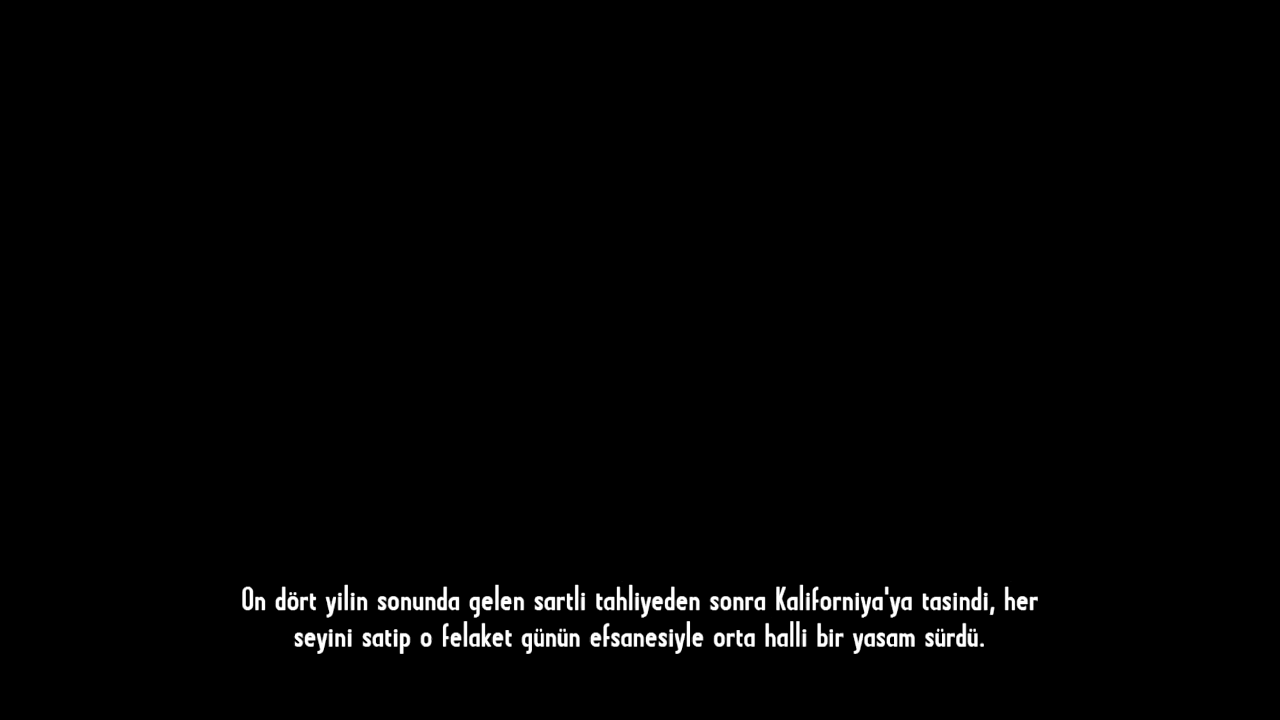 On dört yilin sonunda gelen sartli tahliyeden sonra Kaliforniya'ya tasindi, her
seyini satip o felaket günün efsanesiyle orta halli bir yasam sürdü.